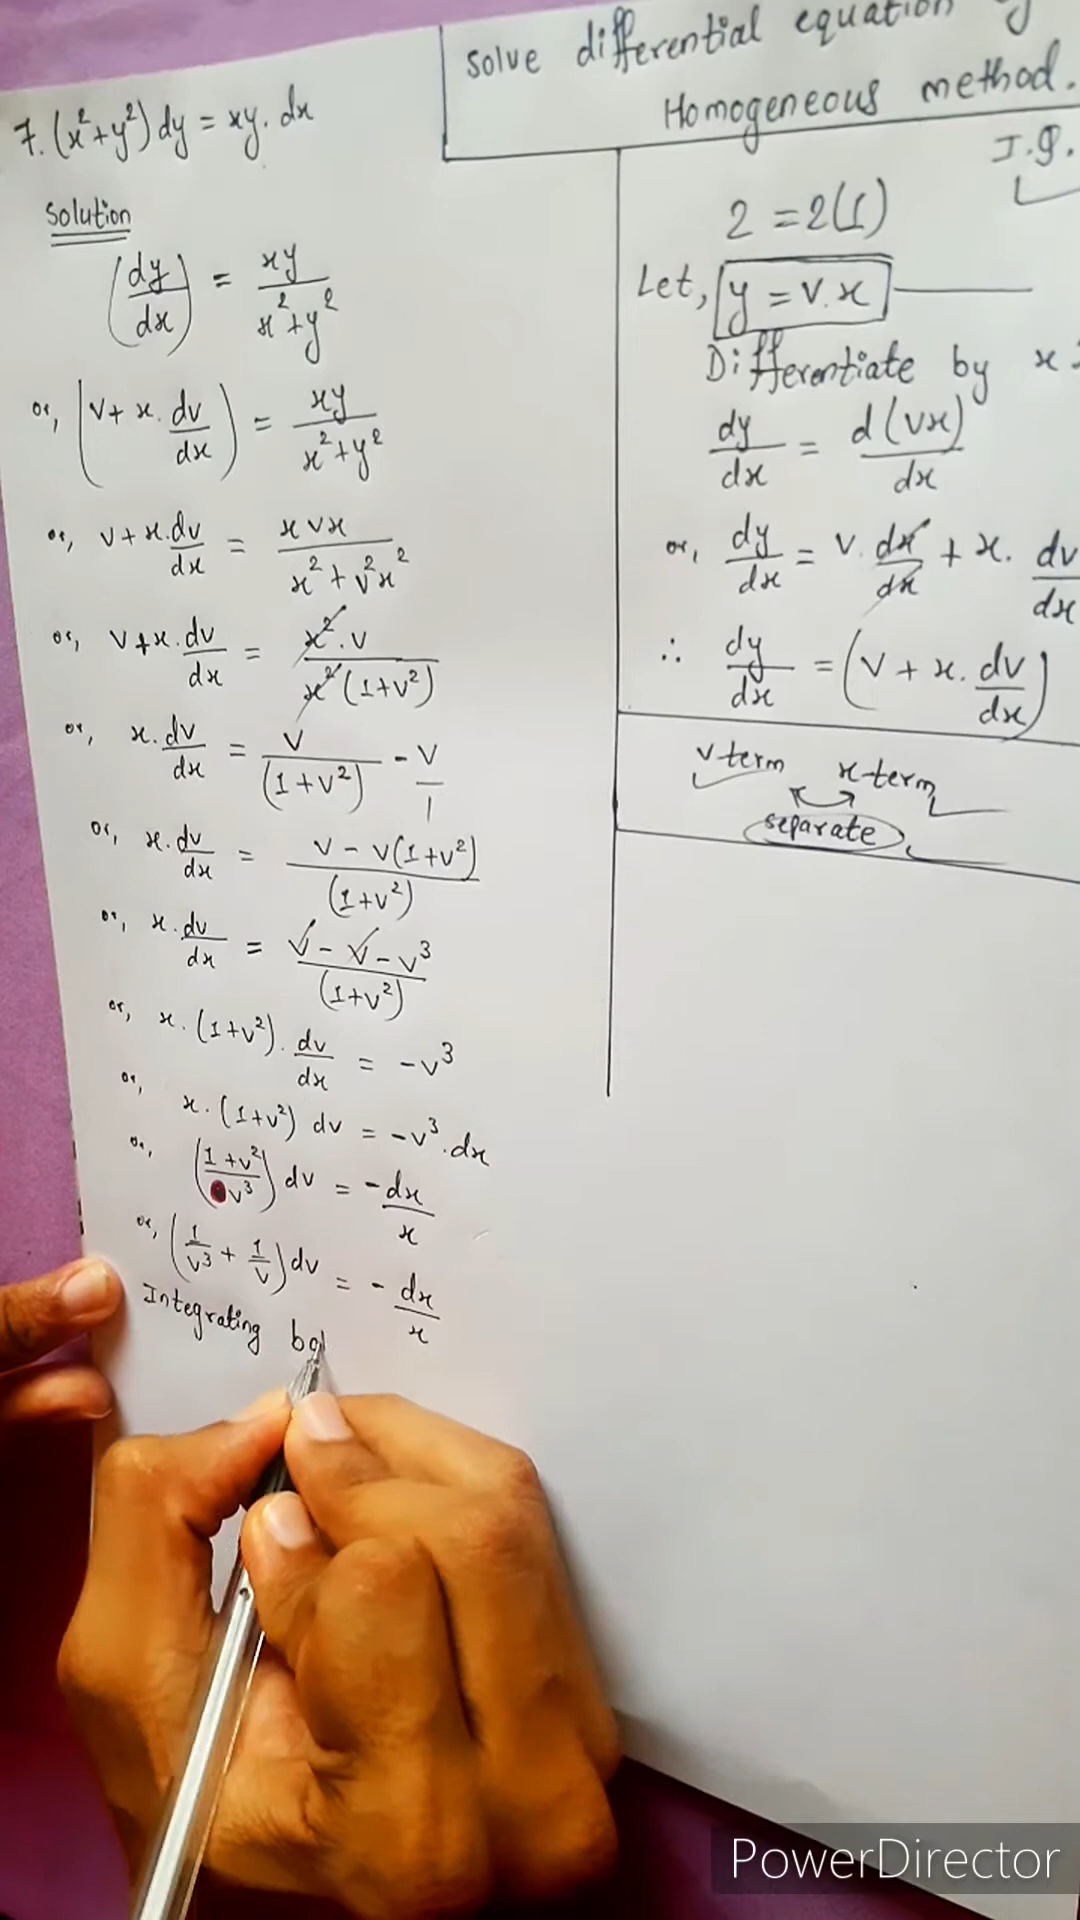 solve differential equation
Homogeneous method.
7. (x²+y²) dy = xy. dx
Solution
(dy/dx) = xy/(x²+y²)
or, (v + x. dv/dx) = xy/(x²+y²)
or, v + x. dv/dx = x vx/(x² + v²x²)
or, v + x. dv/dx = x². v/(x² (1+v²))
or, x. dv/dx = v/(1+v²) - v/1
or, x. dv/dx = (v - v(1+v²))/(1+v²)
or, x. dv/dx = (v - v - v³)/(1+v²)
or, x. (1+v²). dv/dx = -v³
or, x. (1+v²) dv = -v³. dx
or, ((1+v²)/v³) dv = -dx/x
or, (1/v³ + 1/v) dv = - dx/x
Integrating bo
I.g.
2 = 2(1)
Let, y = v.x
Differentiate by x
dy/dx = d(vx)/dx
or, dy/dx = v. dx/dx + x. dv/dx
∴ dy/dx = (v + x. dv/dx)
v term x-term
separate
PowerDirector